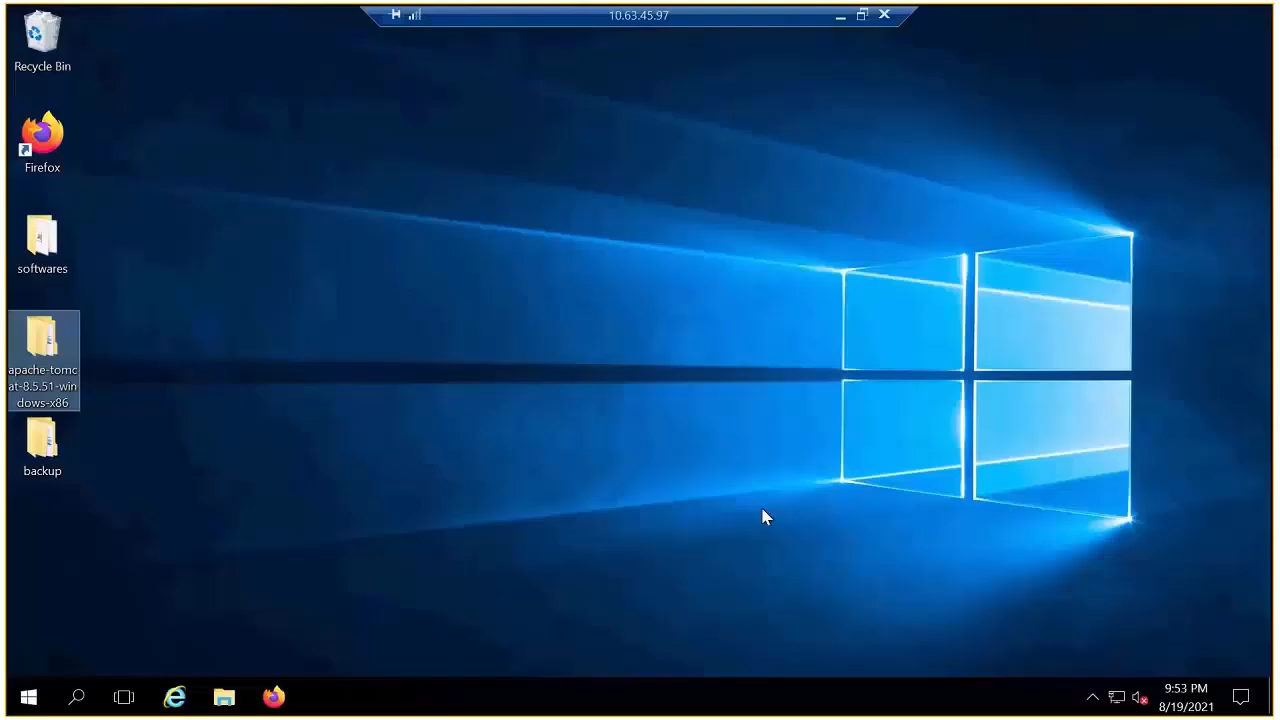 10.63.45.97
Recycle Bin
Firefox
softwares
apache-tomc
at-8.5.51-win
dows-x86
backup
9:53 PM
8/19/2021